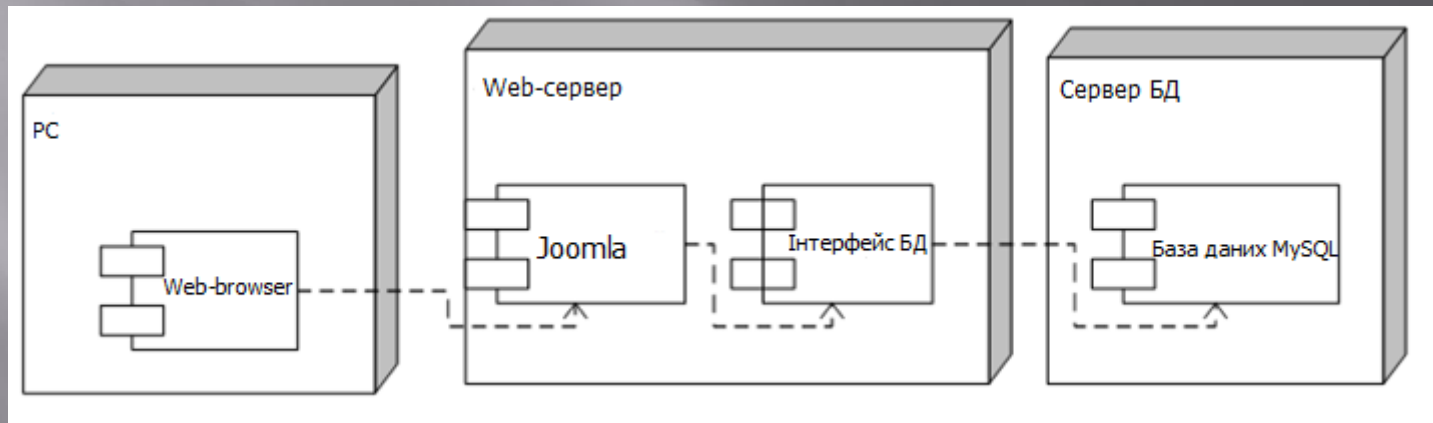 PC
Web-browser
Web-сервер
Joomla
Інтерфейс БД
Сервер БД
База даних MySQL